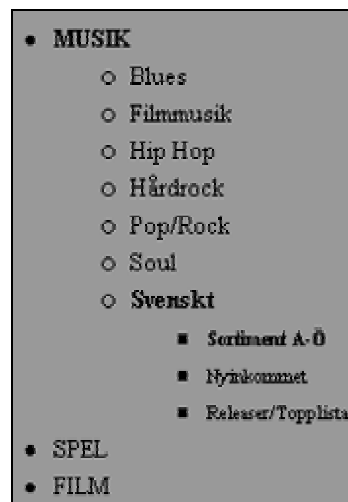 MUSIK
Blues
Filmmusik
Hip Hop
Hårdrock
Pop/Rock
Soul
Svenskt
Sortiment A-Ö
Nyinkommet
Releaser/Topplista
SPEL
FILM